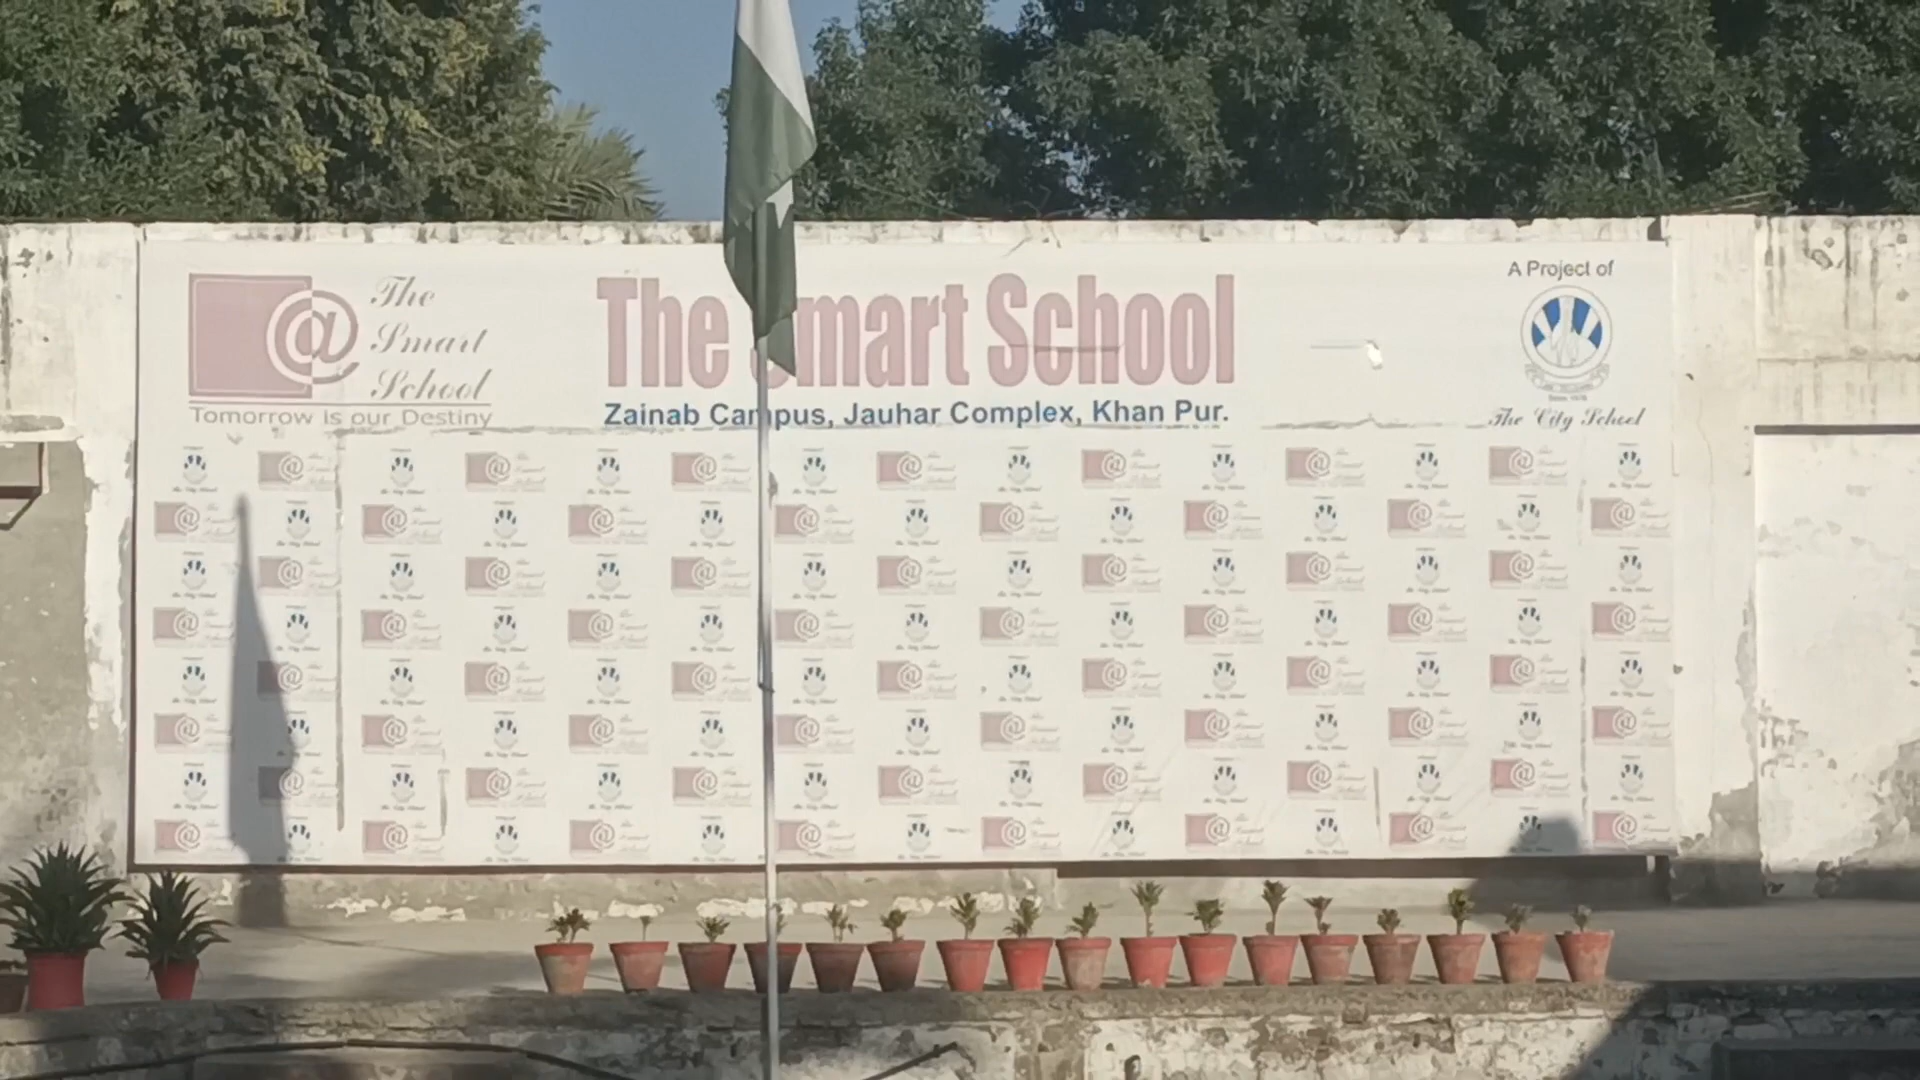 The
Smart
School
Tomorrow is our Destiny
The Smart School
Zainab Campus, Jauhar Complex, Khan Pur.
A Project of
The City School